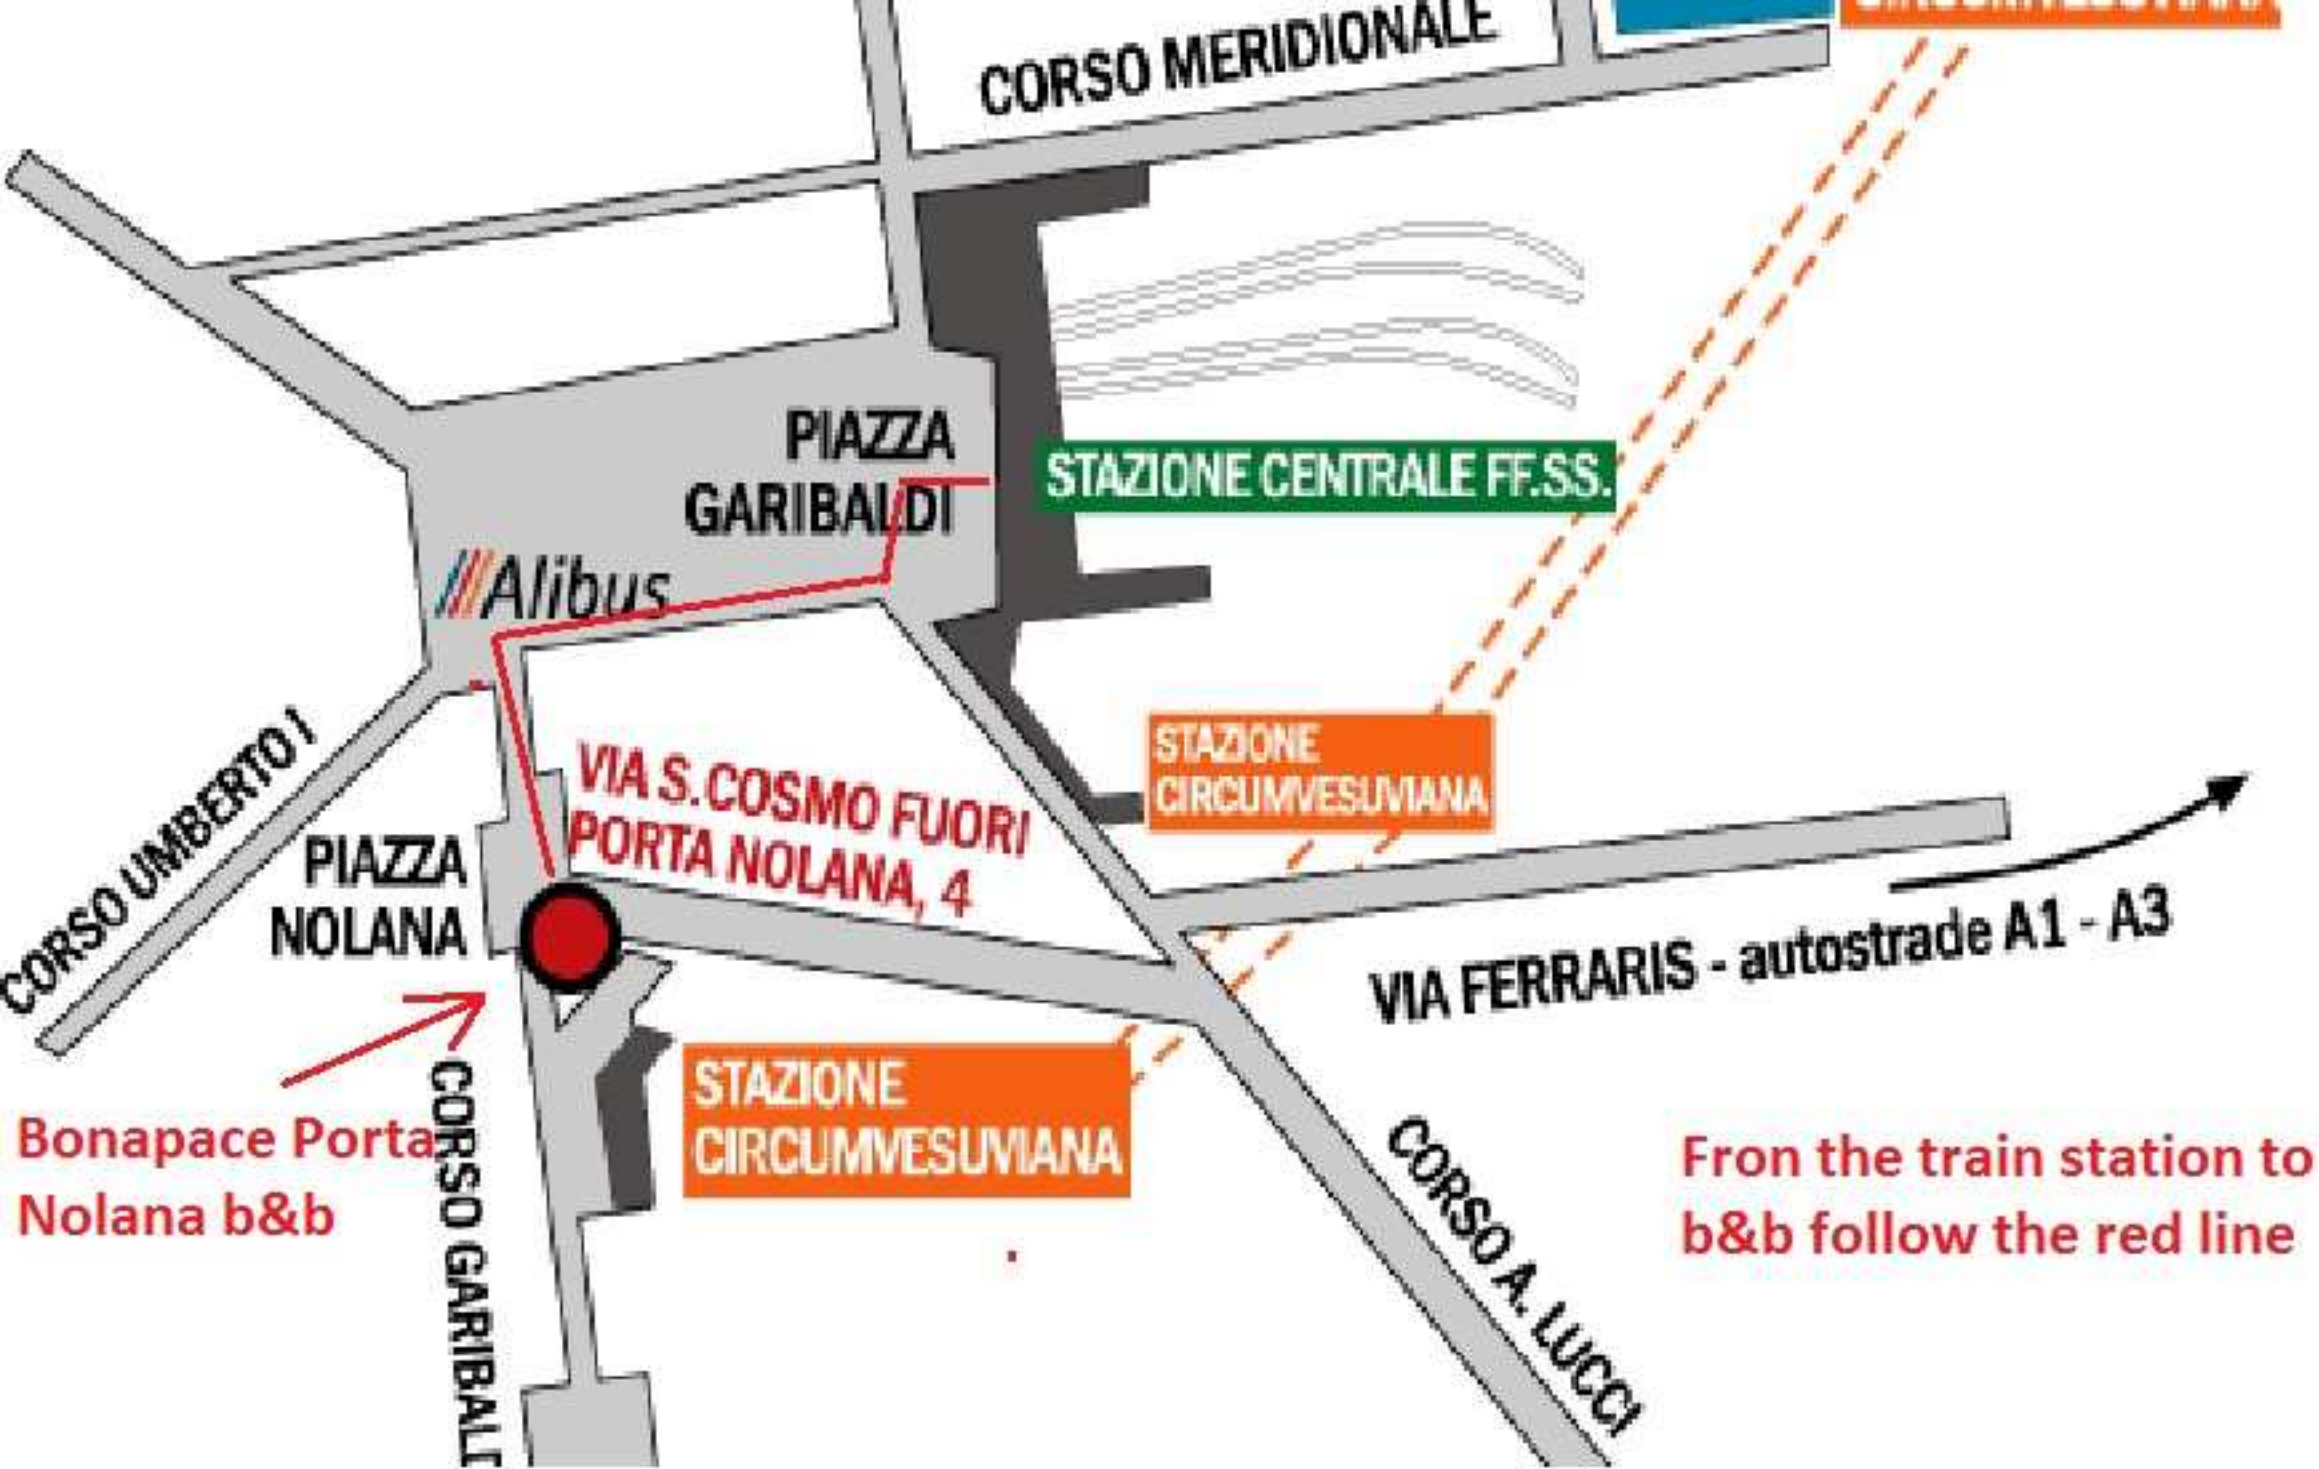 CIRCUMVESUVIANA
CORSO MERIDIONALE
PIAZZA
GARIBALDI
STAZIONE CENTRALE FF.SS.
Alibus
CORSO UMBERTO I
VIA S.COSMO FUORI
PORTA NOLANA, 4
STAZIONE
CIRCUMVESUVIANA
PIAZZA
NOLANA
VIA FERRARIS - autostrade A1 - A3
STAZIONE
CIRCUMVESUVIANA
Bonapace Porta
Nolana b&b
CORSO GARIBALDI
CORSO A. LUCCI
Fron the train station to
b&b follow the red line